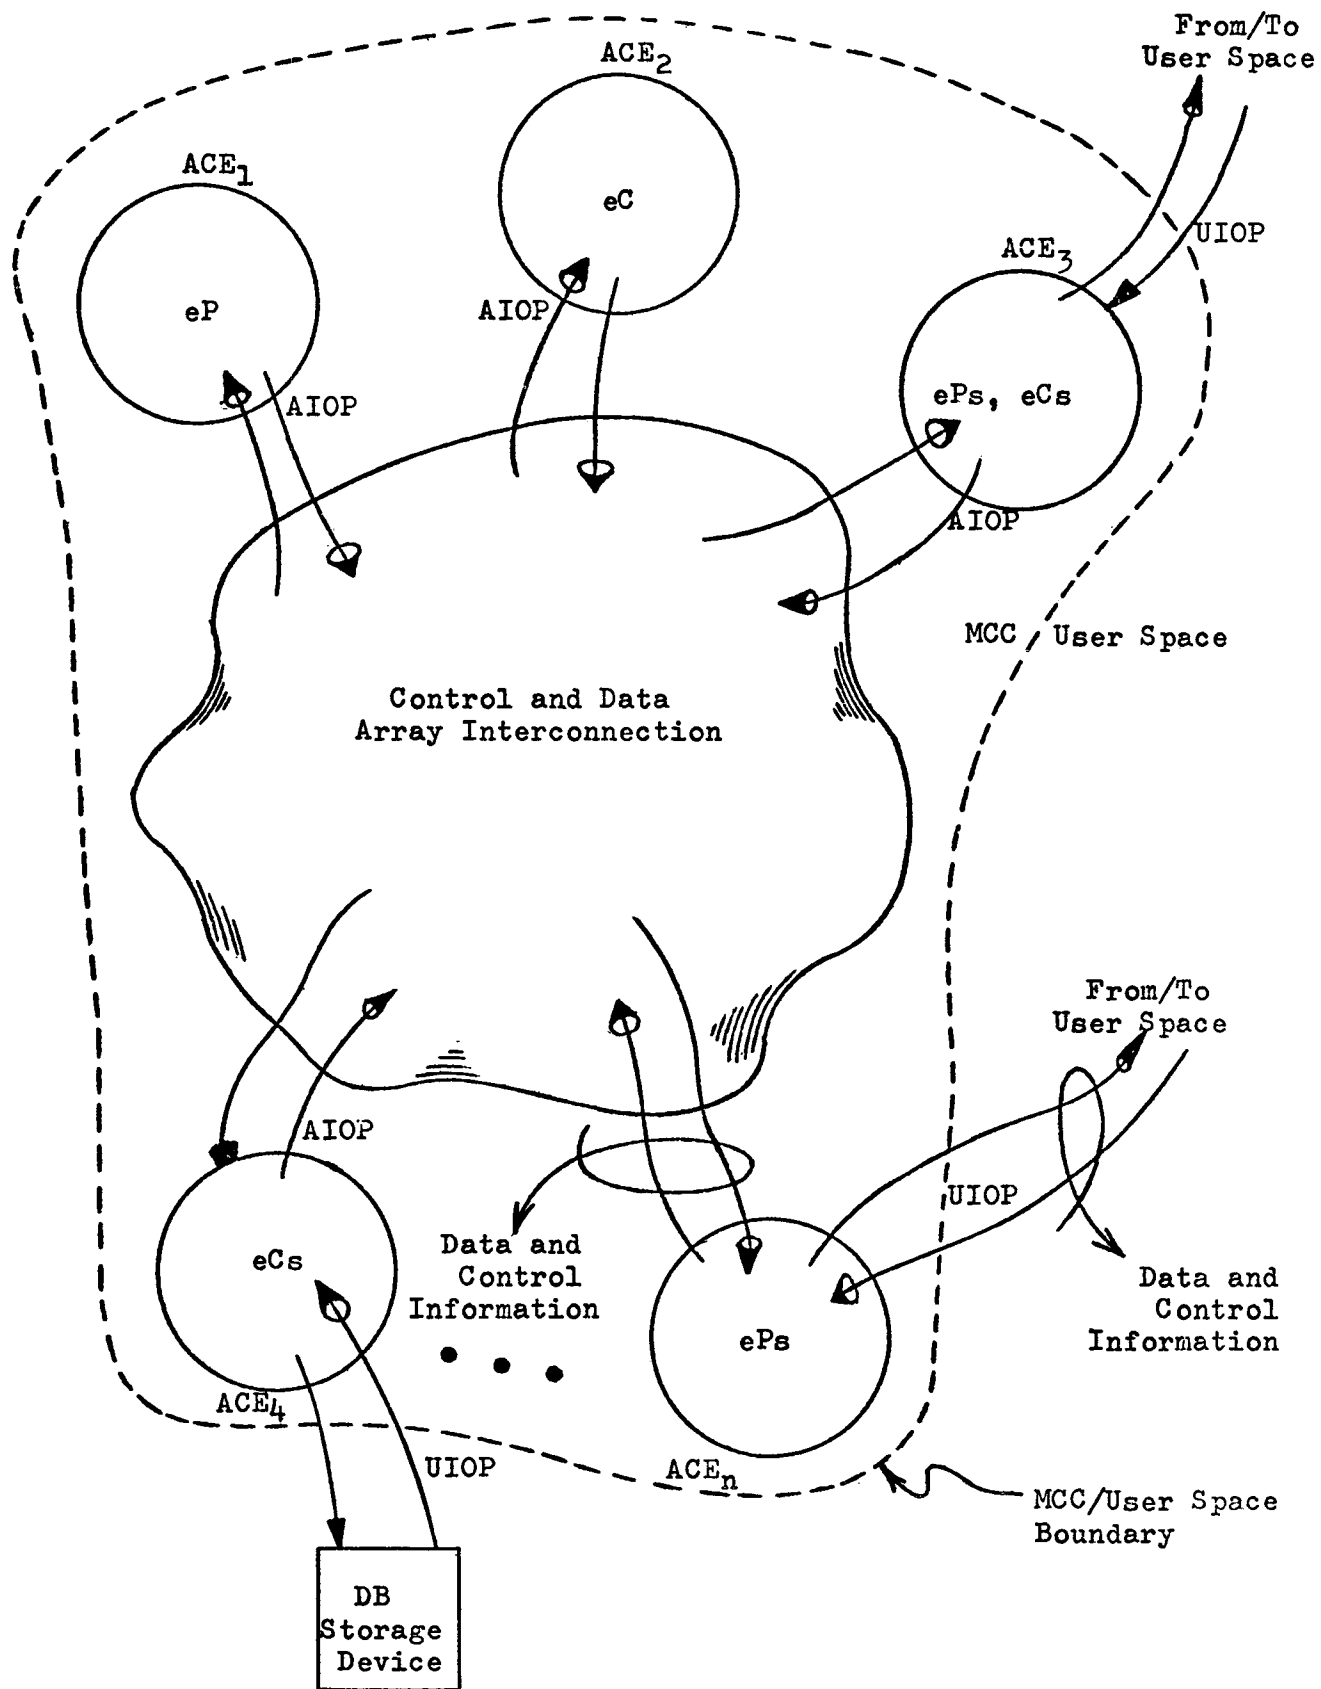 From/To
User Space
ACE2
ACE1
eC
UIOP
ACE3
eP
AIOP
AIOP
ePs, eCs
AIOP
MCC User Space
Control and Data
Array Interconnection
From/To
User Space
AIOP
UIOP
Data and
Control
Information
eCs
Data and
Control
Information
ePs
ACE4
UIOP
ACEn
MCC/User Space
Boundary
DB
Storage
Device